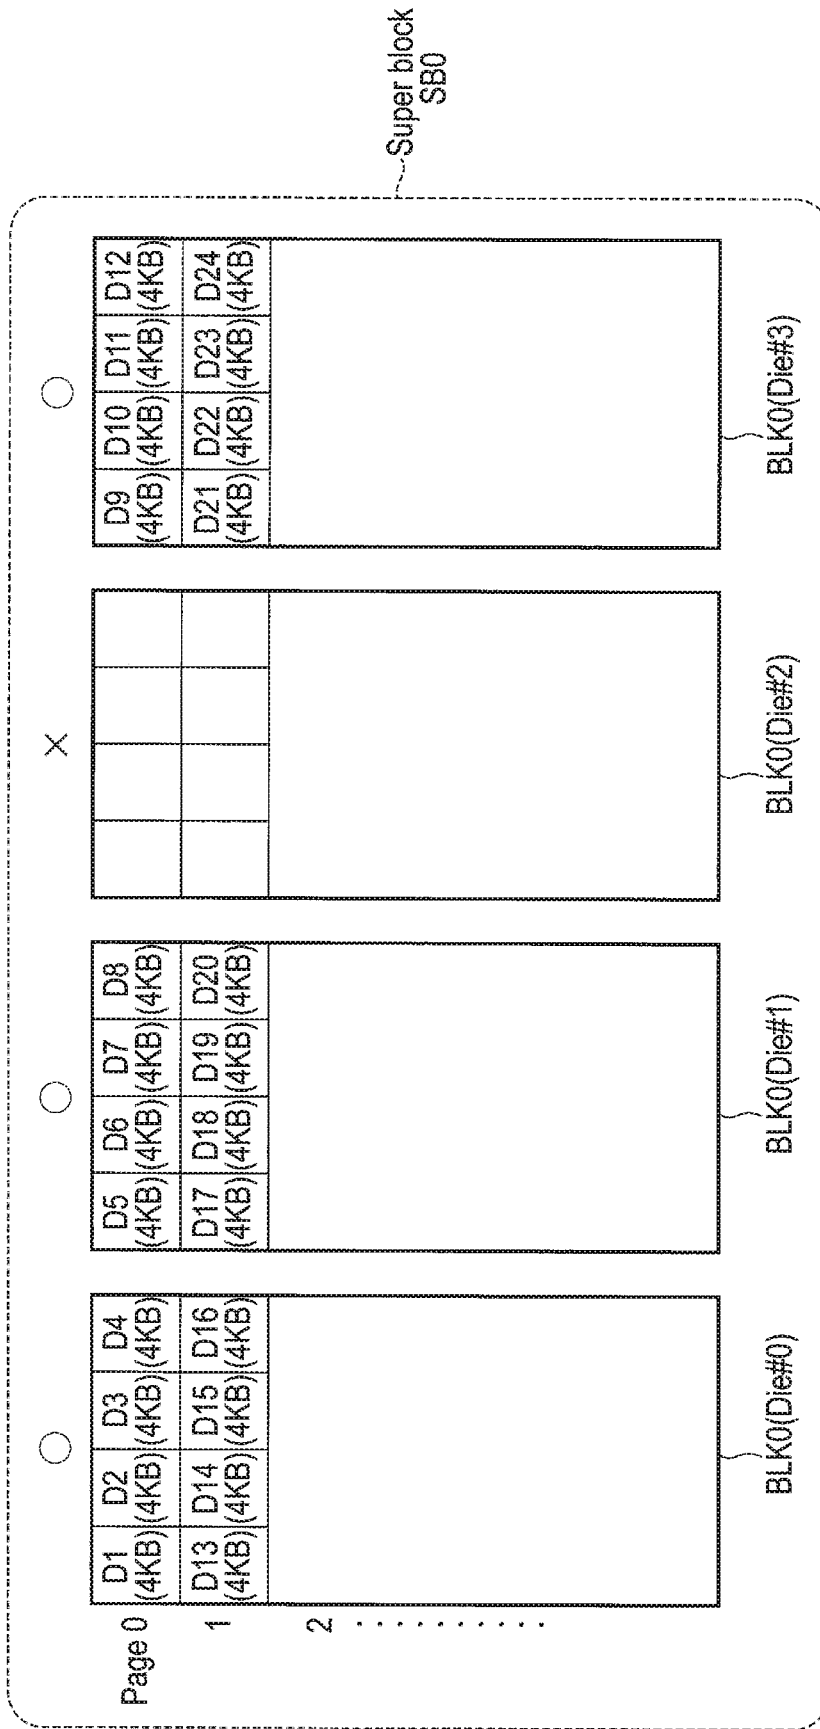 Super block
SB0
○ ○ × ○
Page 0
D1 D2 D3 D4 D5 D6 D7 D8 D9 D10 D11 D12
(4KB) (4KB) (4KB) (4KB) (4KB) (4KB) (4KB) (4KB) (4KB) (4KB) (4KB) (4KB)
1
D13 D14 D15 D16 D17 D18 D19 D20 D21 D22 D23 D24
(4KB) (4KB) (4KB) (4KB) (4KB) (4KB) (4KB) (4KB) (4KB) (4KB) (4KB) (4KB)
2
BLK0(Die#0) BLK0(Die#1) BLK0(Die#2) BLK0(Die#3)